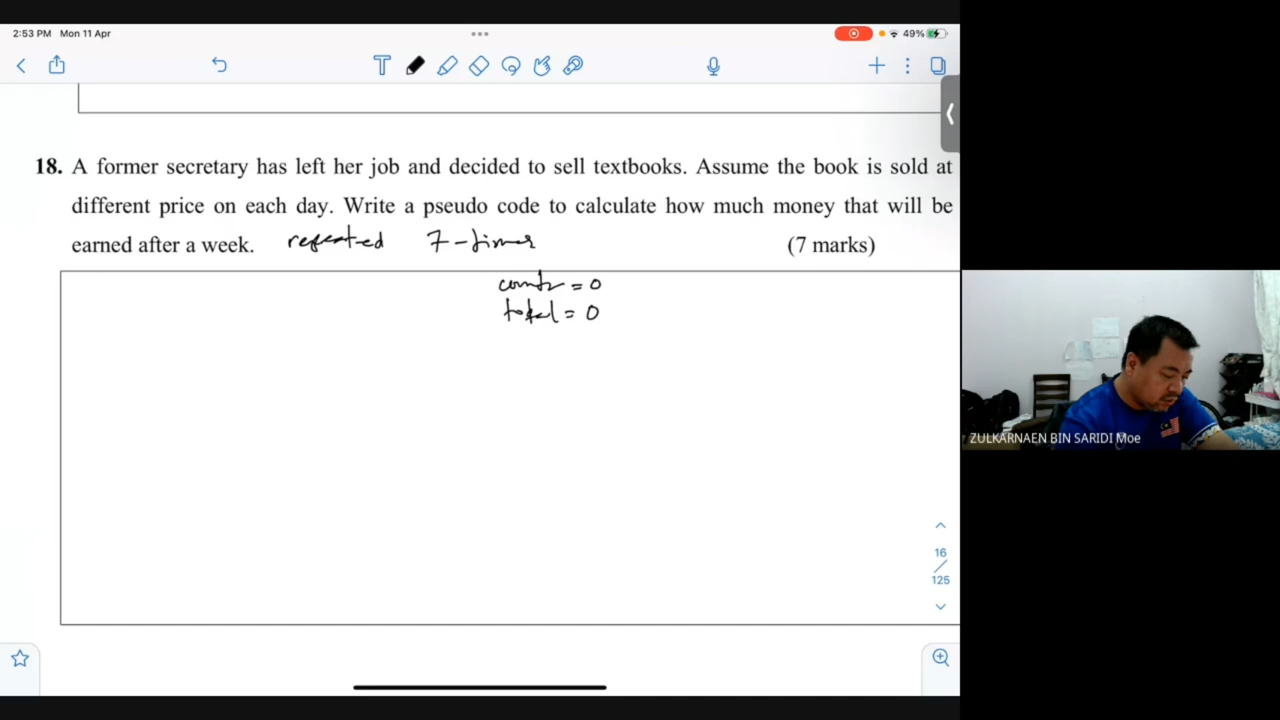 2:53 PM Mon 11 Apr
49%
18. A former secretary has left her job and decided to sell textbooks. Assume the book is sold at
different price on each day. Write a pseudo code to calculate how much money that will be
earned after a week. repeated 7-times (7 marks)
= 0
total = 0
ZULKARNAEN BIN SARIDI Moe
16
125